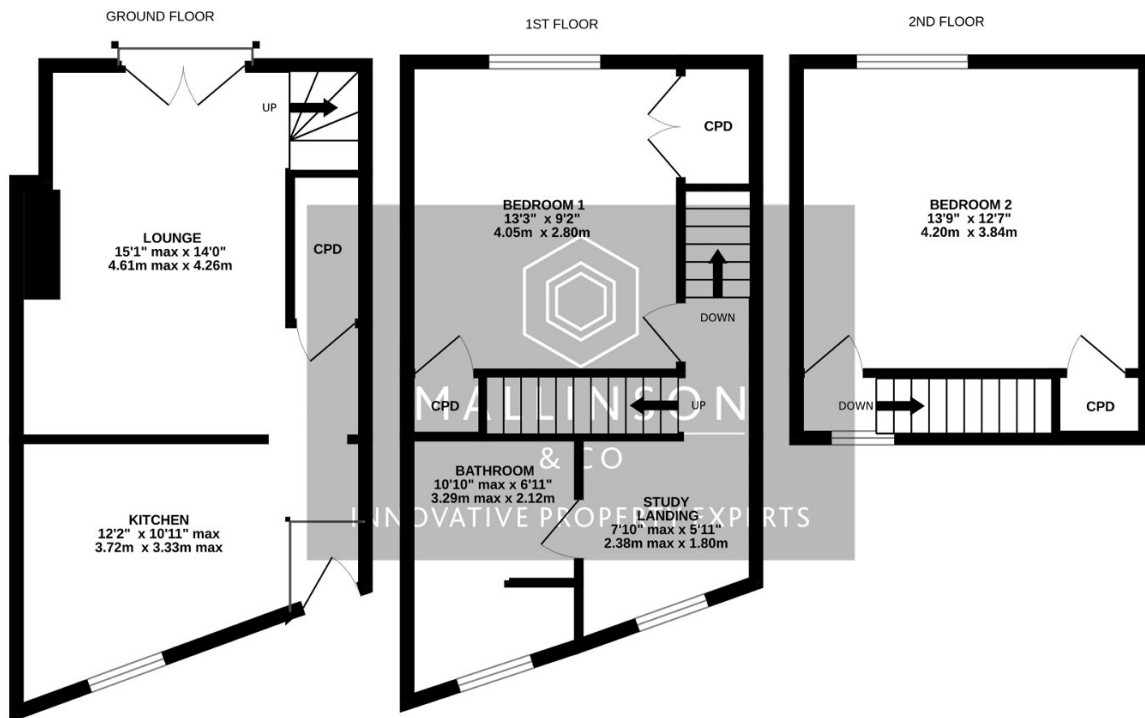 GROUND FLOOR
UP
CPD
LOUNGE
15'1" max x 14'0"
4.61m max x 4.26m
KITCHEN
12'2" x 10'11" max
3.72m x 3.33m max
1ST FLOOR
CPD
BEDROOM 1
13'3" x 9'2"
4.05m x 2.80m
DOWN
CPD
UP
BATHROOM
10'10" max x 6'11"
3.29m max x 2.12m
STUDY
LANDING
7'10" max x 5'11"
2.38m max x 1.80m
2ND FLOOR
BEDROOM 2
13'9" x 12'7"
4.20m x 3.84m
DOWN
CPD
MALLINSON
& CO
INNOVATIVE PROPERTY EXPERTS